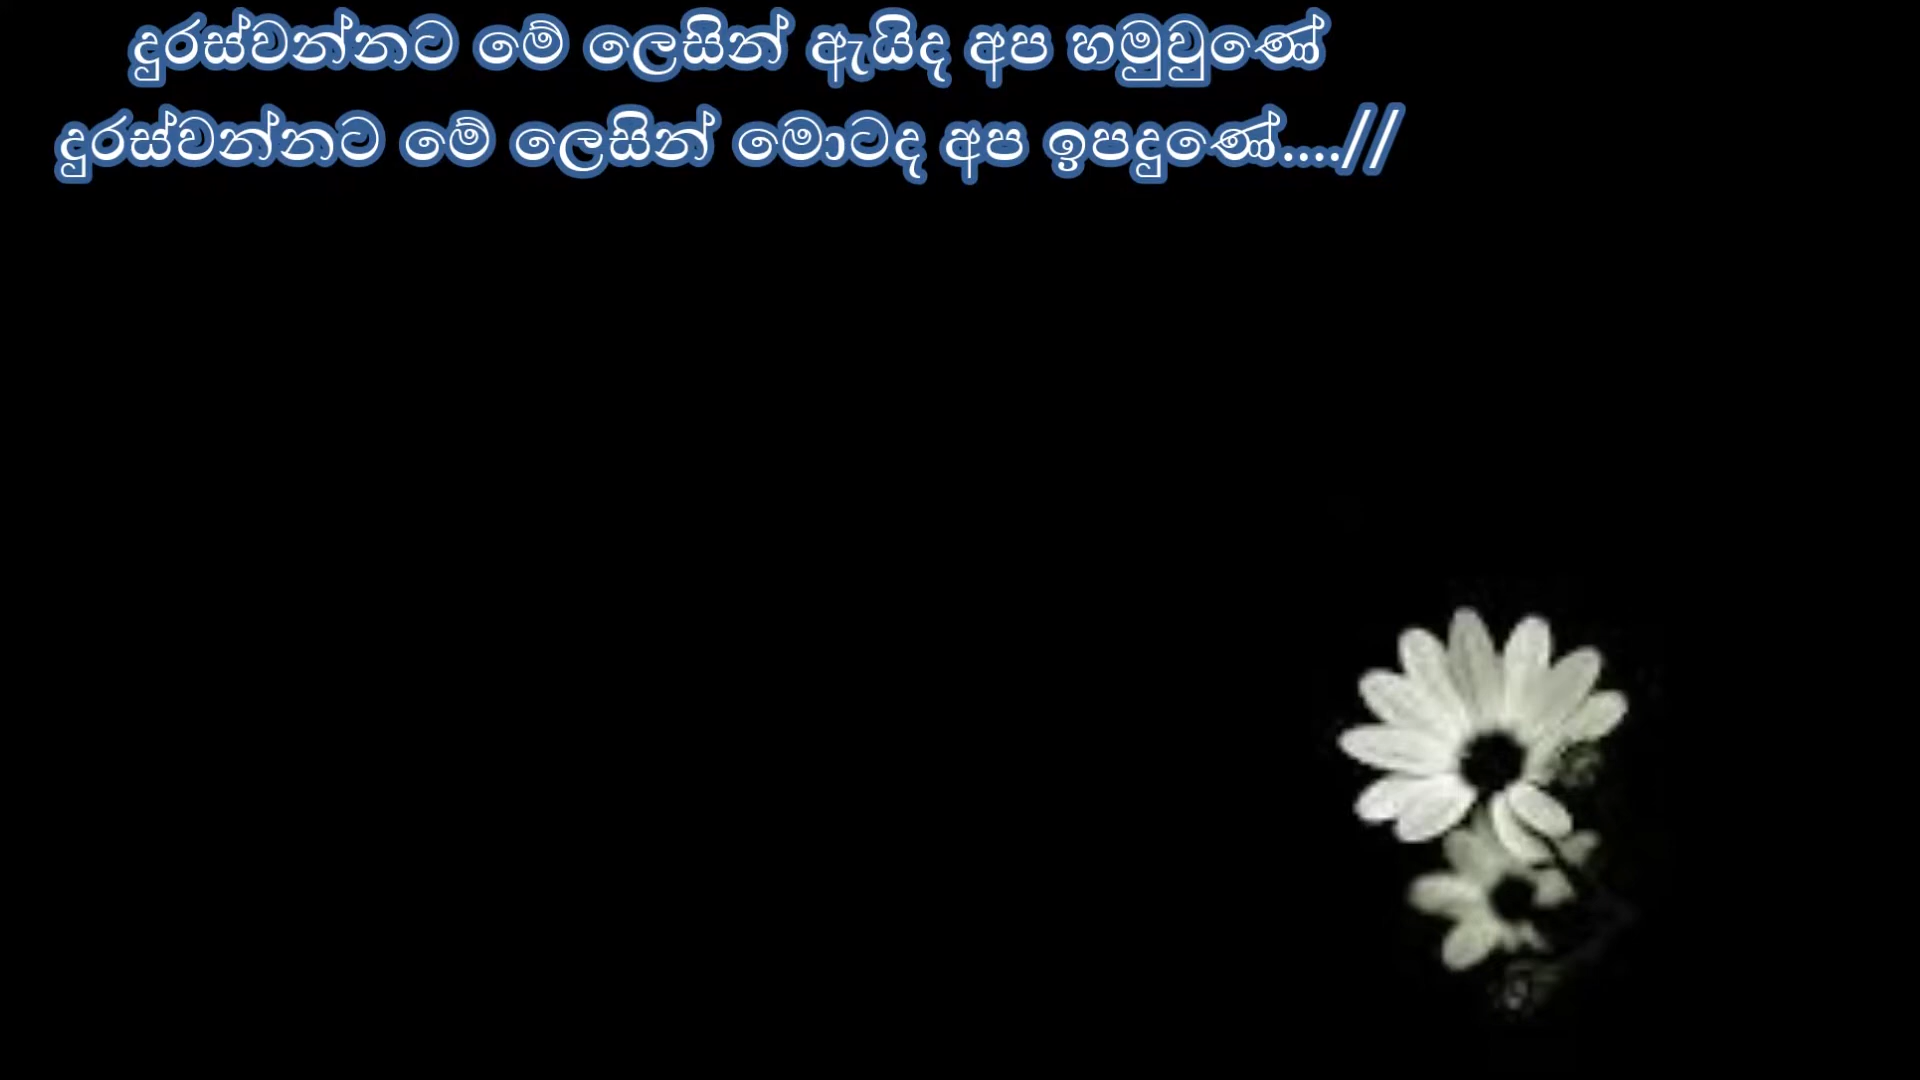 දුරස්වන්නට මේ ලෙසින් ඇයිද අප හමුවුණේ
දුරස්වන්නට මේ ලෙසින් මොටද අප ඉපදුණේ....//